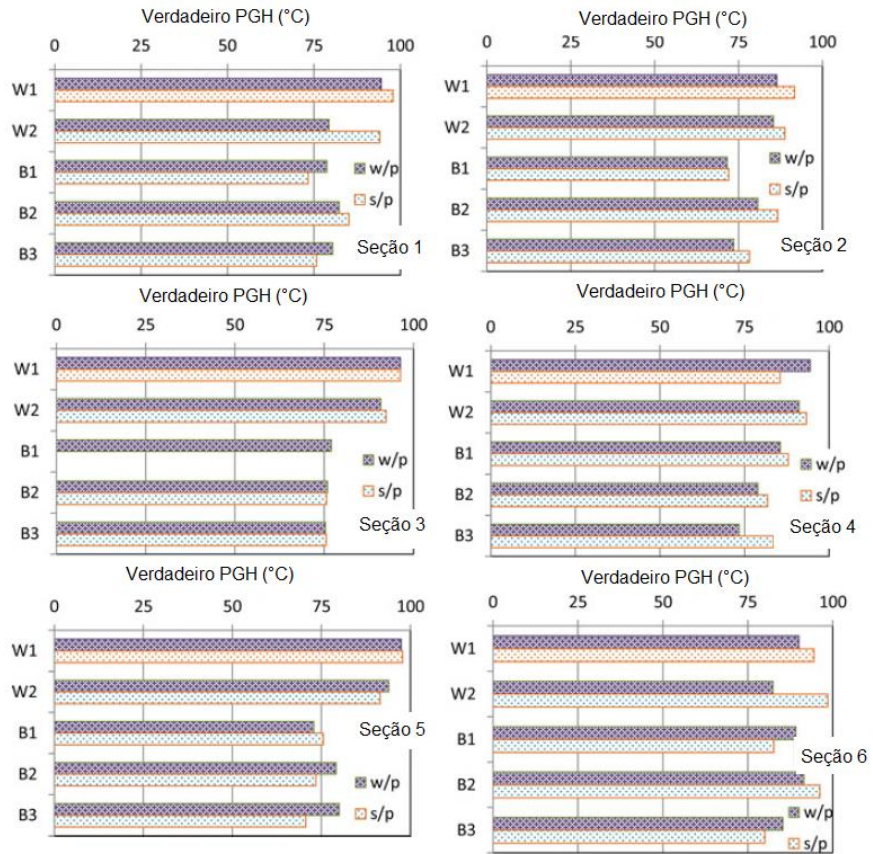 Verdadeiro PGH (°C)
0 25 50 75 100
W1
W2
B1
B2
B3
w/p
s/p
Seção 1
Verdadeiro PGH (°C)
0 25 50 75 100
W1
W2
B1
B2
B3
w/p
s/p
Seção 2
Verdadeiro PGH (°C)
0 25 50 75 100
W1
W2
B1
B2
B3
w/p
s/p
Seção 3
Verdadeiro PGH (°C)
0 25 50 75 100
W1
W2
B1
B2
B3
w/p
s/p
Seção 4
Verdadeiro PGH (°C)
0 25 50 75 100
W1
W2
B1
B2
B3
Seção 5
w/p
s/p
Verdadeiro PGH (°C)
0 25 50 75 100
W1
W2
B1
B2
B3
Seção 6
w/p
s/p